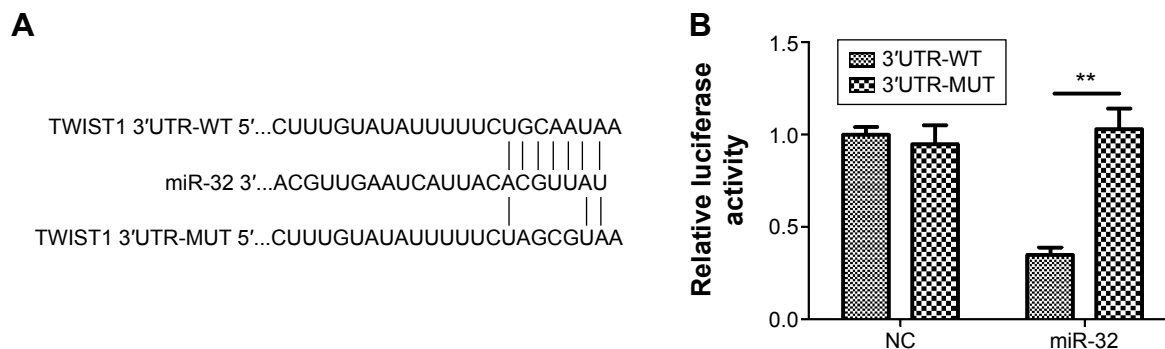 A
TWIST1 3′UTR-WT 5′...CUUUGUAUAUUUUUCUGCAAUAA
miR-32 3′...ACGUUGAAUCAUUACACGUUAU
TWIST1 3′UTR-MUT 5′...CUUUGUAUAUUUUUCUAGCGUAA
B
Relative luciferase
activity
1.5
1.0
0.5
0.0
3′UTR-WT
3′UTR-MUT
**
NC
miR-32